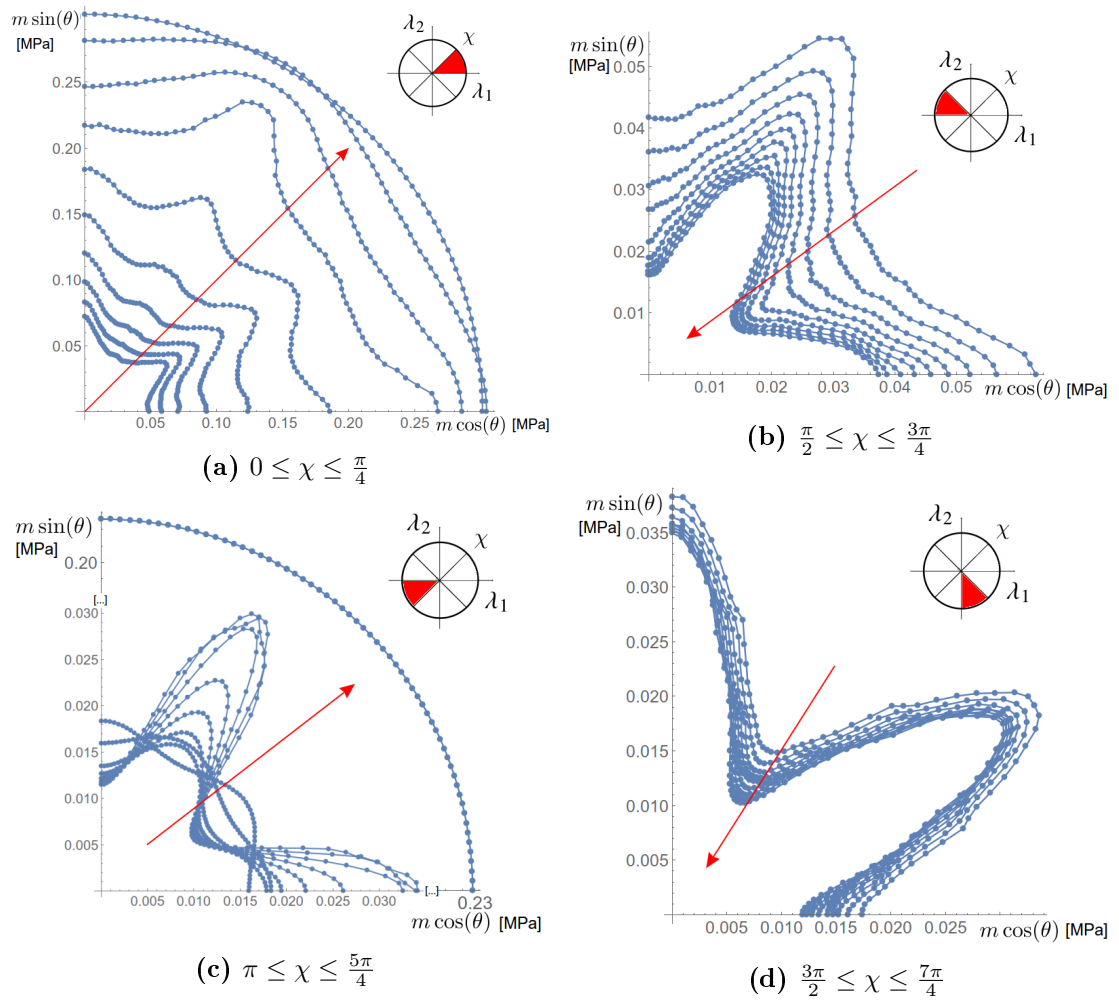 m sin(θ)
[MPa]
0.25
0.20
0.15
0.10
0.05
0.05 0.10 0.15 0.20 0.25
m cos(θ) [MPa]
λ₂
χ
λ₁
(a) 0 ≤ χ ≤ π/4
m sin(θ)
[MPa]
0.05
0.04
0.03
0.02
0.01
0.01 0.02 0.03 0.04 0.05
m cos(θ) [MPa]
λ₂
χ
λ₁
(b) π/2 ≤ χ ≤ 3π/4
m sin(θ)
[MPa]
0.20
[...]
0.030
0.025
0.020
0.015
0.010
0.005
0.005 0.010 0.015 0.020 0.025 0.030 [...] 0.23
m cos(θ) [MPa]
λ₂
χ
λ₁
(c) π ≤ χ ≤ 5π/4
m sin(θ)
[MPa]
0.035
0.030
0.025
0.020
0.015
0.010
0.005
0.005 0.010 0.015 0.020 0.025 m cos(θ) [MPa]
λ₂
χ
λ₁
(d) 3π/2 ≤ χ ≤ 7π/4